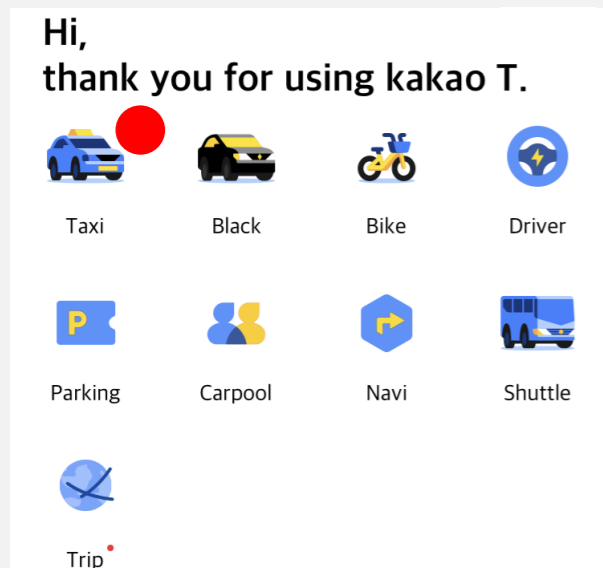 Hi,
thank you for using kakao T.
Taxi
Black
Bike
Driver
P
Parking
Carpool
Navi
Shuttle
Trip